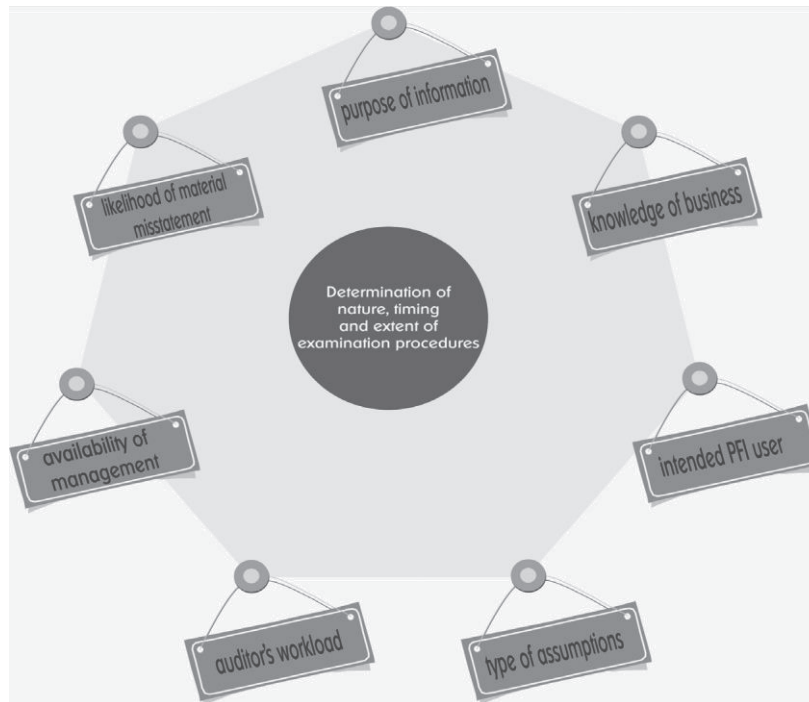 purpose of information
knowledge of business
intended PFI user
type of assumptions
auditor's workload
availability of
management
likelihood of material
misstatement
Determination of
nature, timing
and extent of
examination procedures